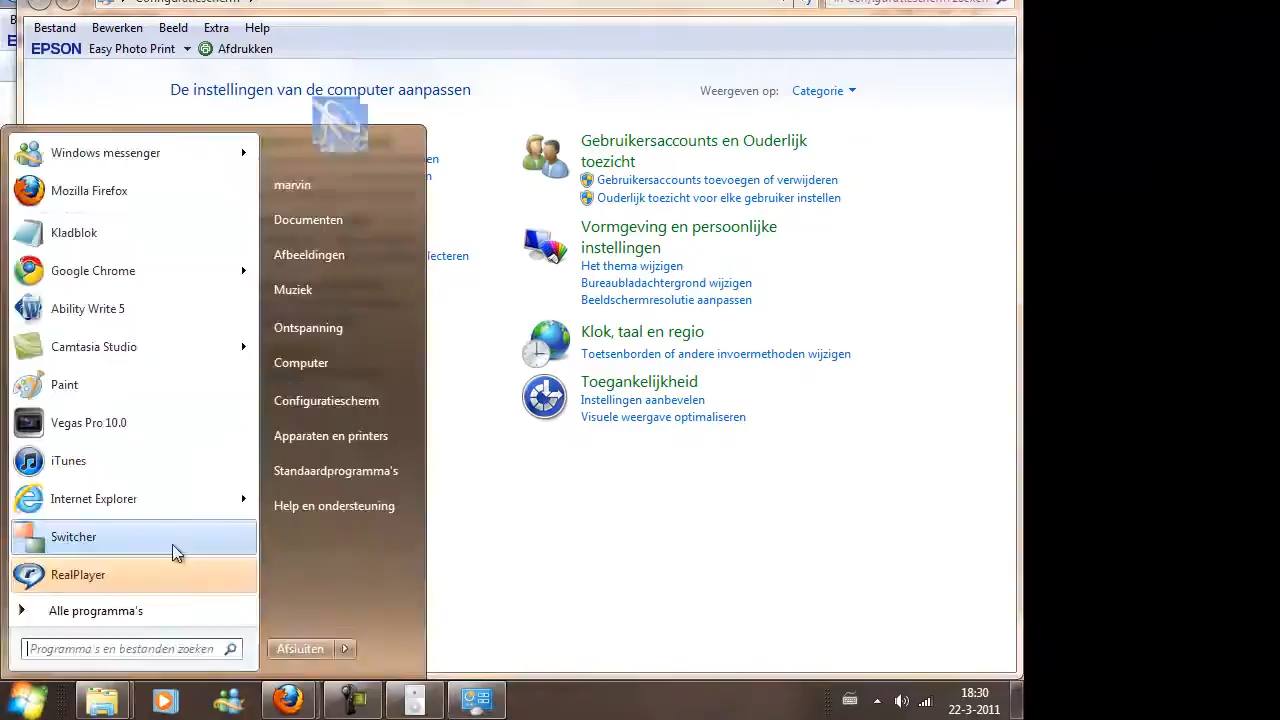 Configuratiescherm
Configuratiescherm zoeken
Bestand Bewerken Beeld Extra Help
EPSON Easy Photo Print Afdrukken
De instellingen van de computer aanpassen
Weergeven op: Categorie
Windows messenger
Mozilla Firefox
Kladblok
Google Chrome
Ability Write 5
Camtasia Studio
Paint
Vegas Pro 10.0
iTunes
Internet Explorer
Switcher
RealPlayer
Alle programma's
Programma's en bestanden zoeken
marvin
Documenten
Afbeeldingen
Muziek
Ontspanning
Computer
Configuratiescherm
Apparaten en printers
Standaardprogramma's
Help en ondersteuning
Afsluiten
Gebruikersaccounts en Ouderlijk
toezicht
Gebruikersaccounts toevoegen of verwijderen
Ouderlijk toezicht voor elke gebruiker instellen
Vormgeving en persoonlijke
instellingen
Het thema wijzigen
Bureaubladachtergrond wijzigen
Beeldschermresolutie aanpassen
Klok, taal en regio
Toetsenborden of andere invoermethoden wijzigen
Toegankelijkheid
Instellingen aanbevelen
Visuele weergave optimaliseren
18:30
22-3-2011